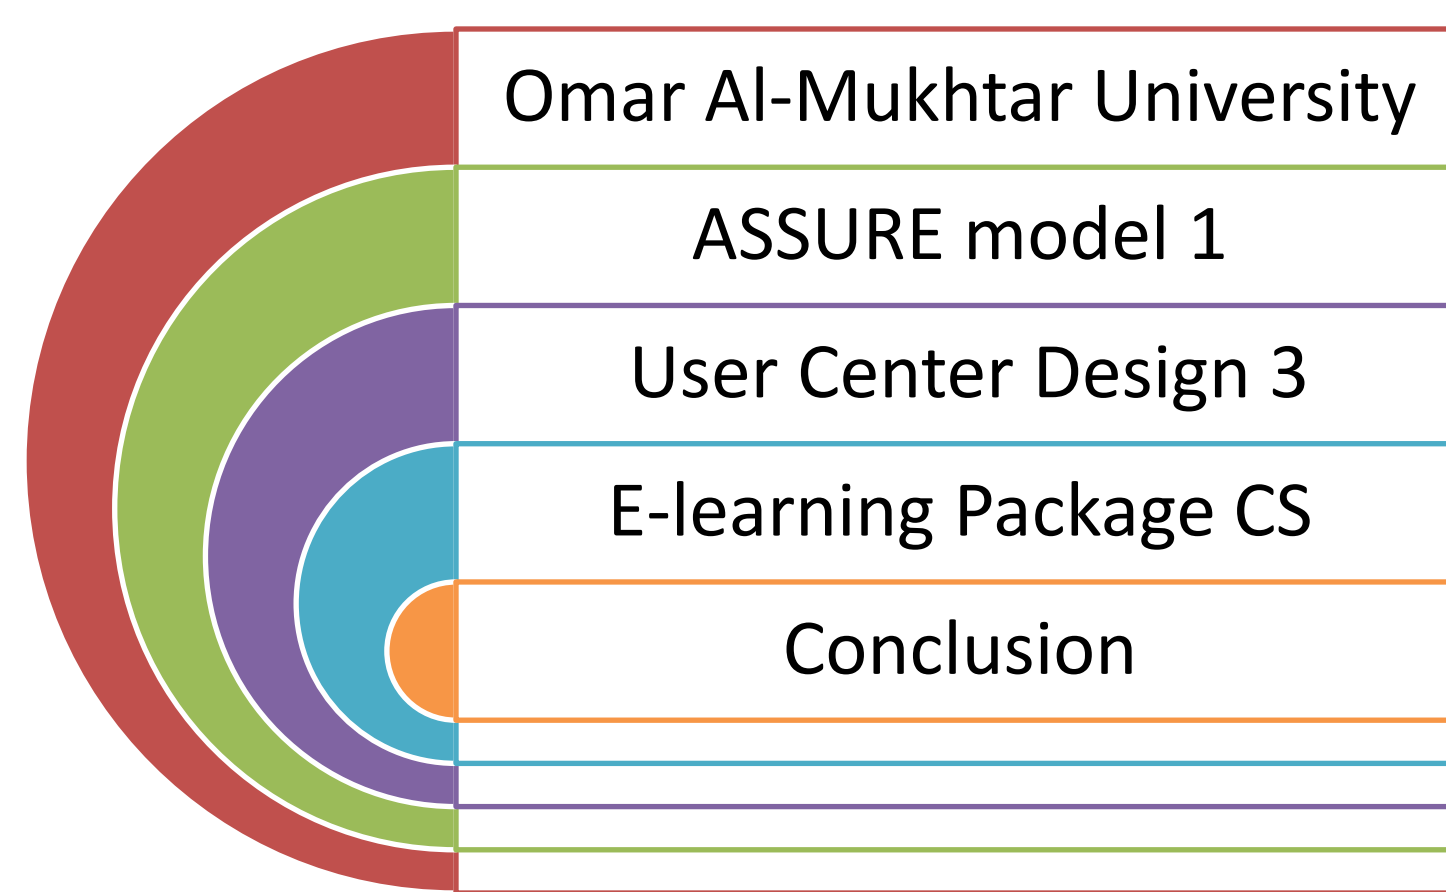 Omar Al-Mukhtar University
ASSURE model 1
User Center Design 3
E-learning Package CS
Conclusion